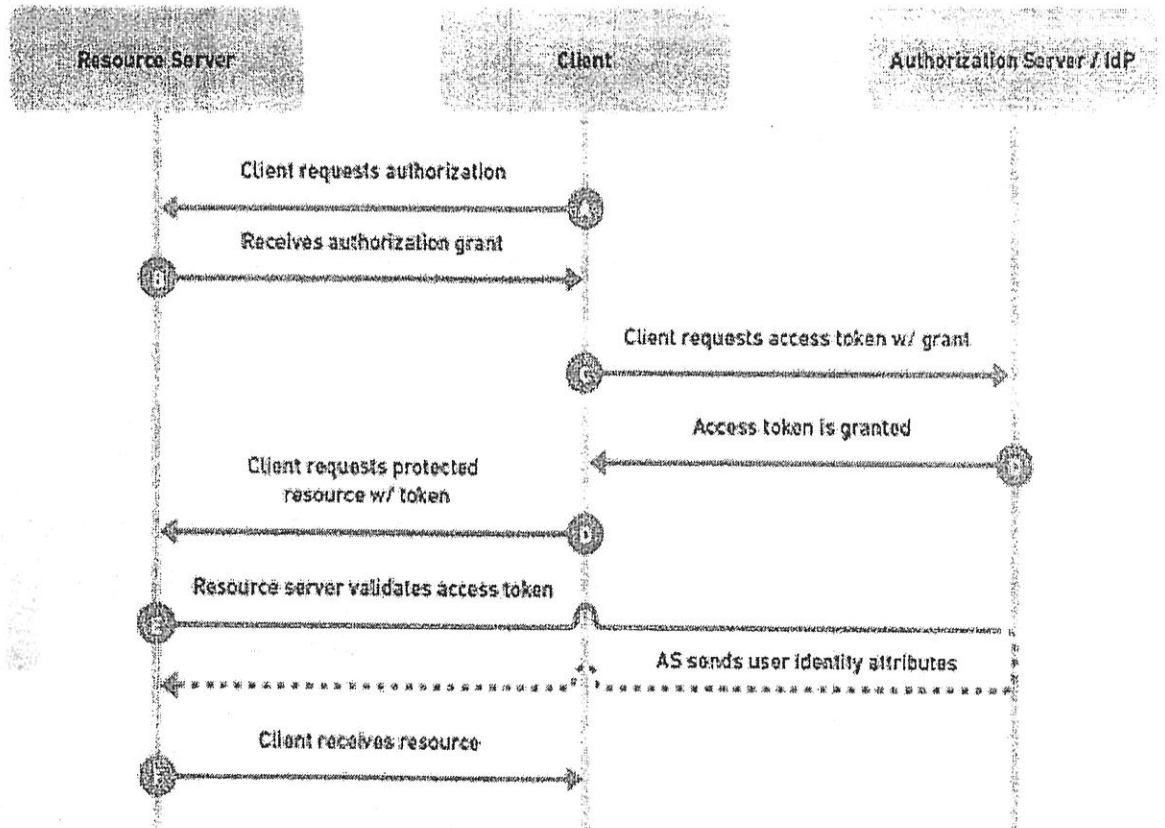 Resource Server
Client
Authorization Server / IdP
Client requests authorization
A
Receives authorization grant
B
Client requests access token w/ grant
C
Access token is granted
D
Client requests protected
resource w/ token
D
Resource server validates access token
E
AS sends user identity attributes
Client receives resource
F